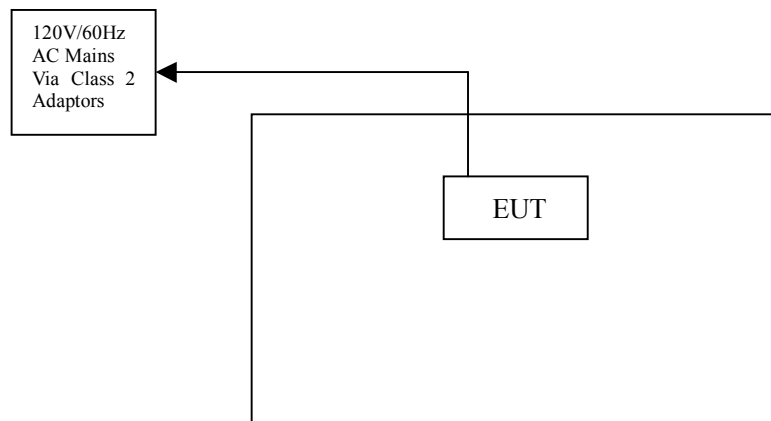 120V/60Hz
AC Mains
Via Class 2
Adaptors
EUT